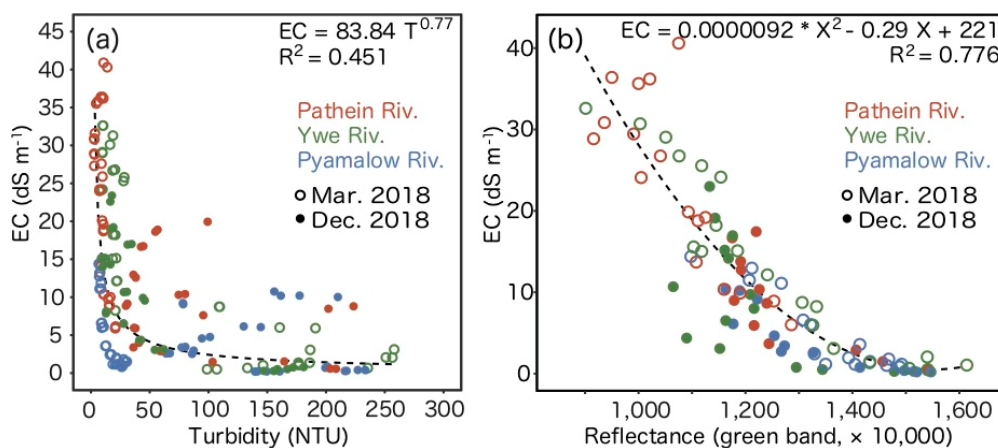 (a)
EC = 83.84 T0.77
R2 = 0.451
Pathein Riv.
Ywe Riv.
Pyamalow Riv.
Mar. 2018
Dec. 2018
EC (dS m-1)
45
40
35
30
25
20
15
10
5
0
0 50 100 150 200 250 300
Turbidity (NTU)
(b)
EC = 0.0000092 * X2 - 0.29 X + 221
R2 = 0.776
Pathein Riv.
Ywe Riv.
Pyamalow Riv.
Mar. 2018
Dec. 2018
EC (dS m-1)
40
30
20
10
0
1,000 1,200 1,400 1,600
Reflectance (green band, × 10,000)